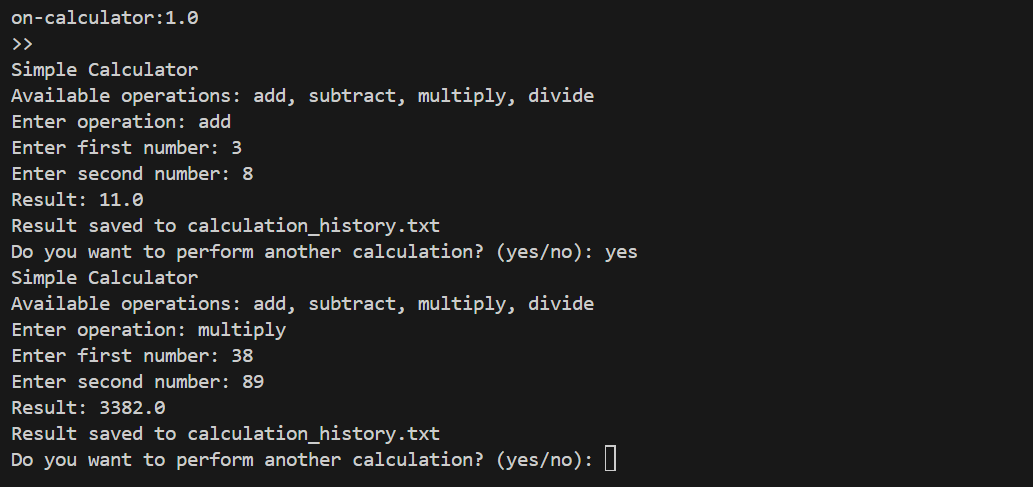 on-calculator:1.0
>>
Simple Calculator
Available operations: add, subtract, multiply, divide
Enter operation: add
Enter first number: 3
Enter second number: 8
Result: 11.0
Result saved to calculation_history.txt
Do you want to perform another calculation? (yes/no): yes
Simple Calculator
Available operations: add, subtract, multiply, divide
Enter operation: multiply
Enter first number: 38
Enter second number: 89
Result: 3382.0
Result saved to calculation_history.txt
Do you want to perform another calculation? (yes/no):